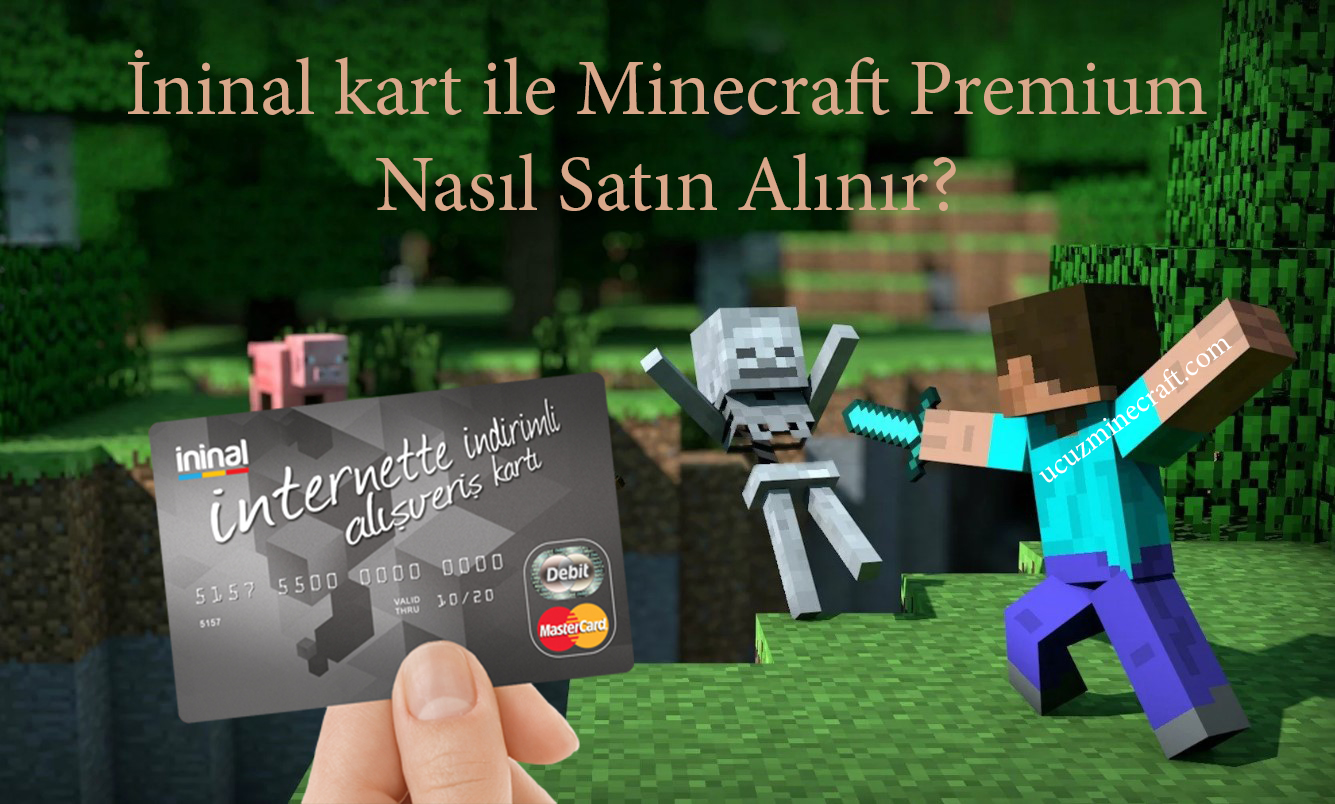 İninal kart ile Minecraft Premium
Nasıl Satın Alınır?
ucuzminecraft.com
ininal
internette indirimli
alışveriş kartı
5157 5500 0000 0000
5157
VALID
THRU
10/20
Debit
MasterCard